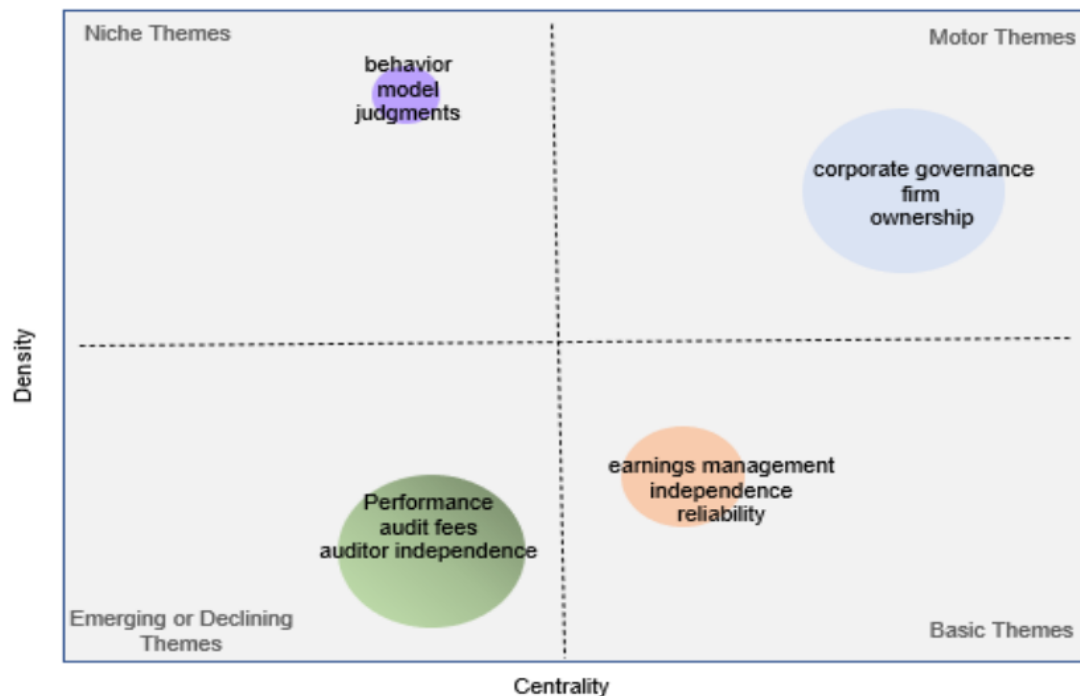 Niche Themes
Motor Themes
behavior
model
judgments
corporate governance
firm
ownership
Density
earnings management
independence
reliability
Performance
audit fees
auditor independence
Emerging or Declining
Themes
Basic Themes
Centrality